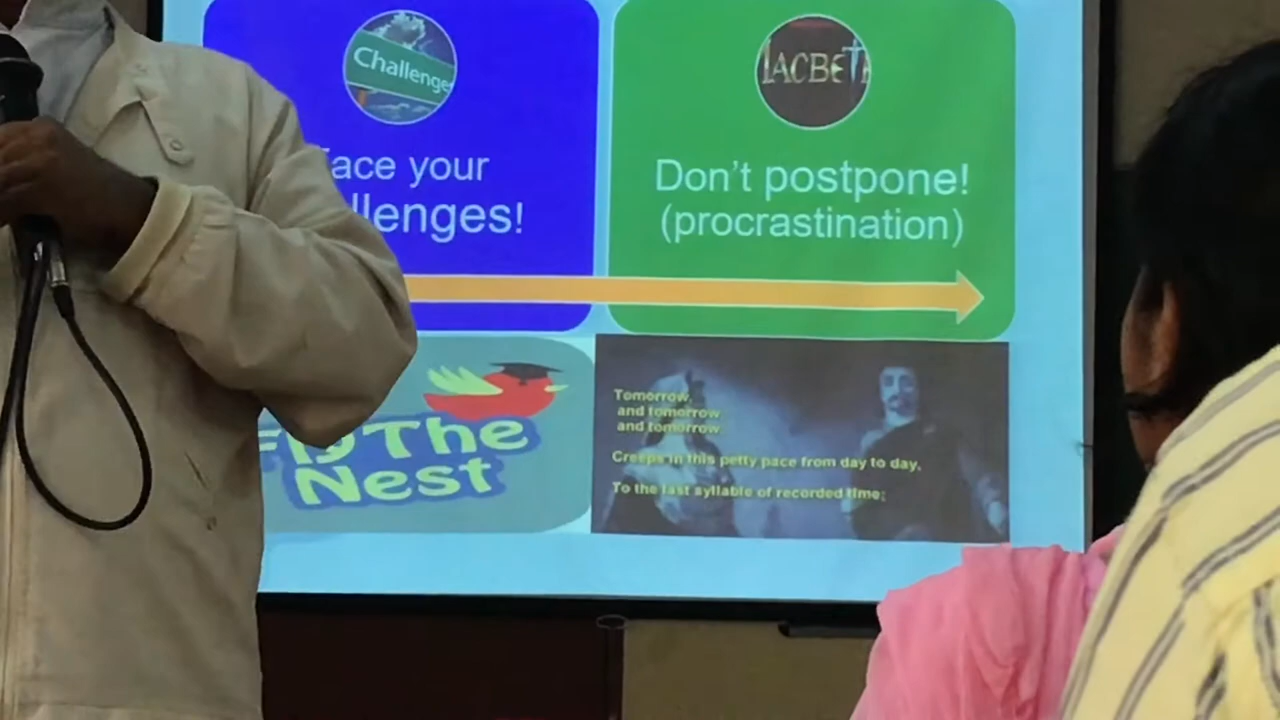 Challenge
ACBET
ace your
llenges!
Don't postpone!
(procrastination)
Fly The
Nest
Tomorrow,
and tomorrow,
and tomorrow,
Creeps in this petty pace from day to day,
To the last syllable of recorded time;